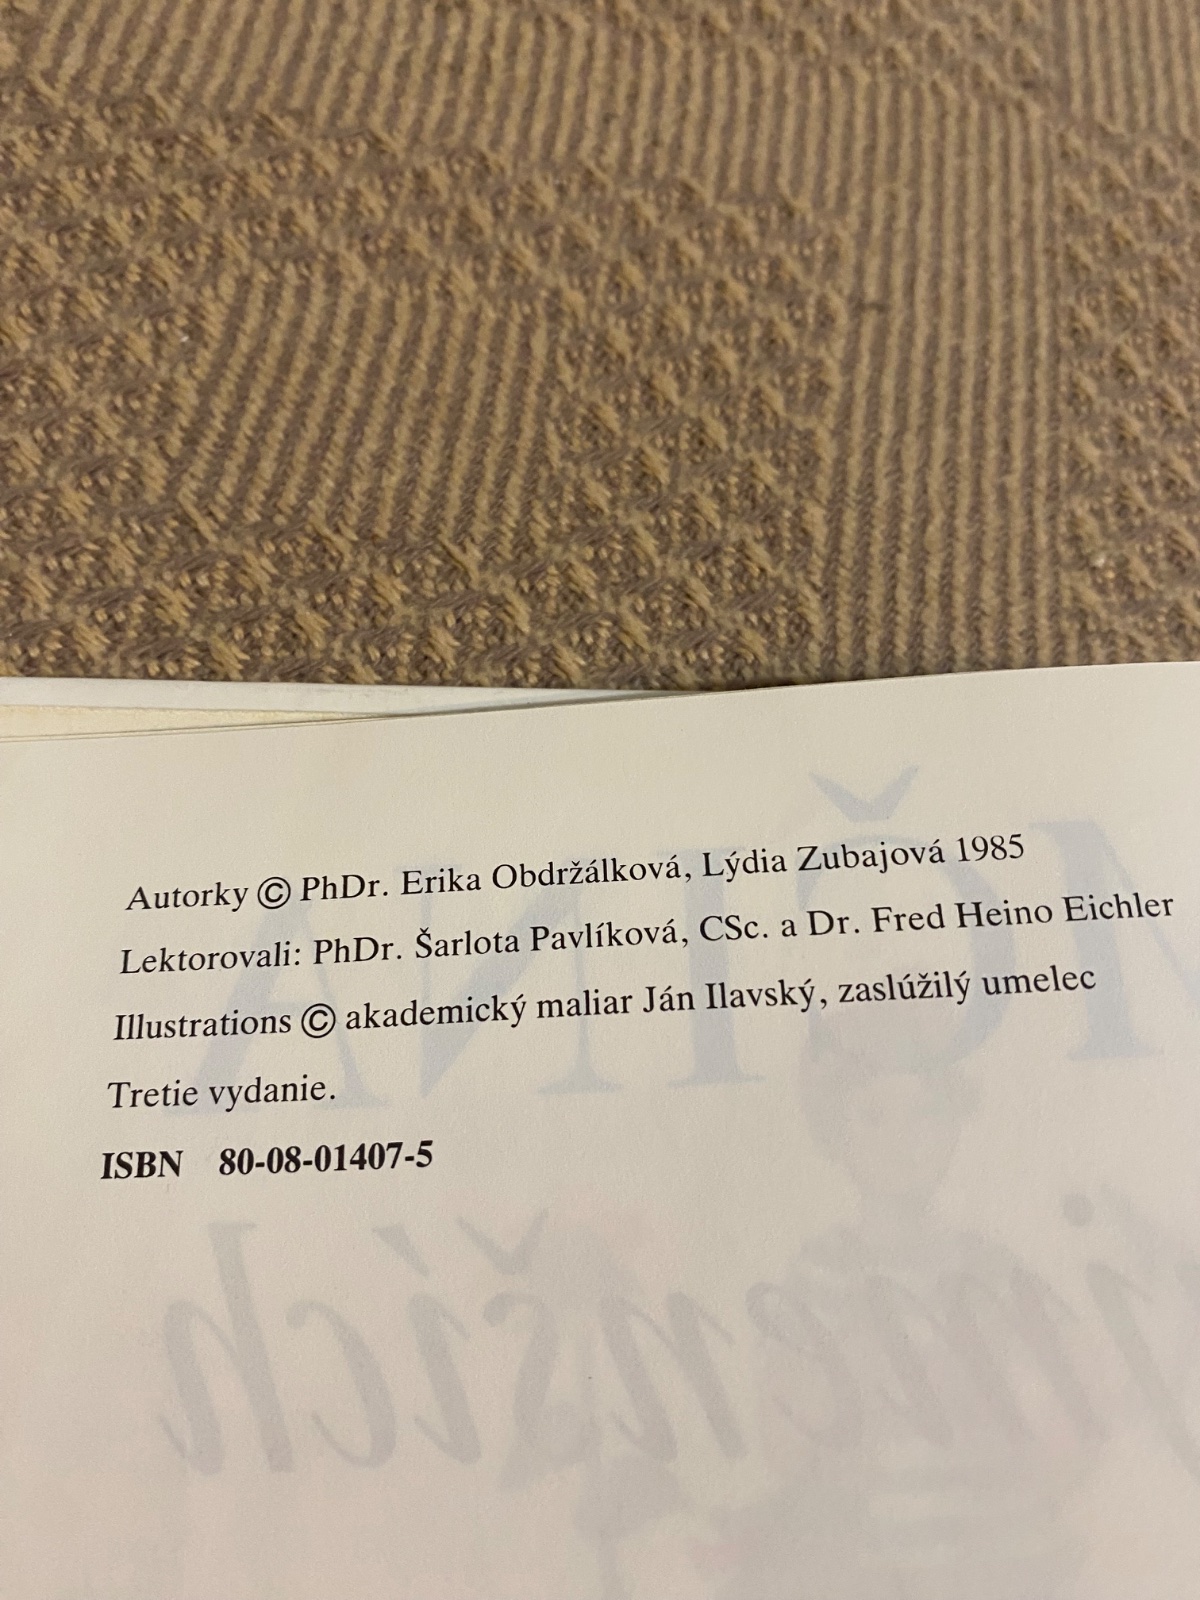 Autorky © PhDr. Erika Obdržálková, Lýdia Zubajová 1985
Lektorovali: PhDr. Šarlota Pavlíková, CSc. a Dr. Fred Heino Eichler
Illustrations © akademický maliar Ján Ilavský, zaslúžilý umelec
Tretie vydanie.
ISBN 80-08-01407-5